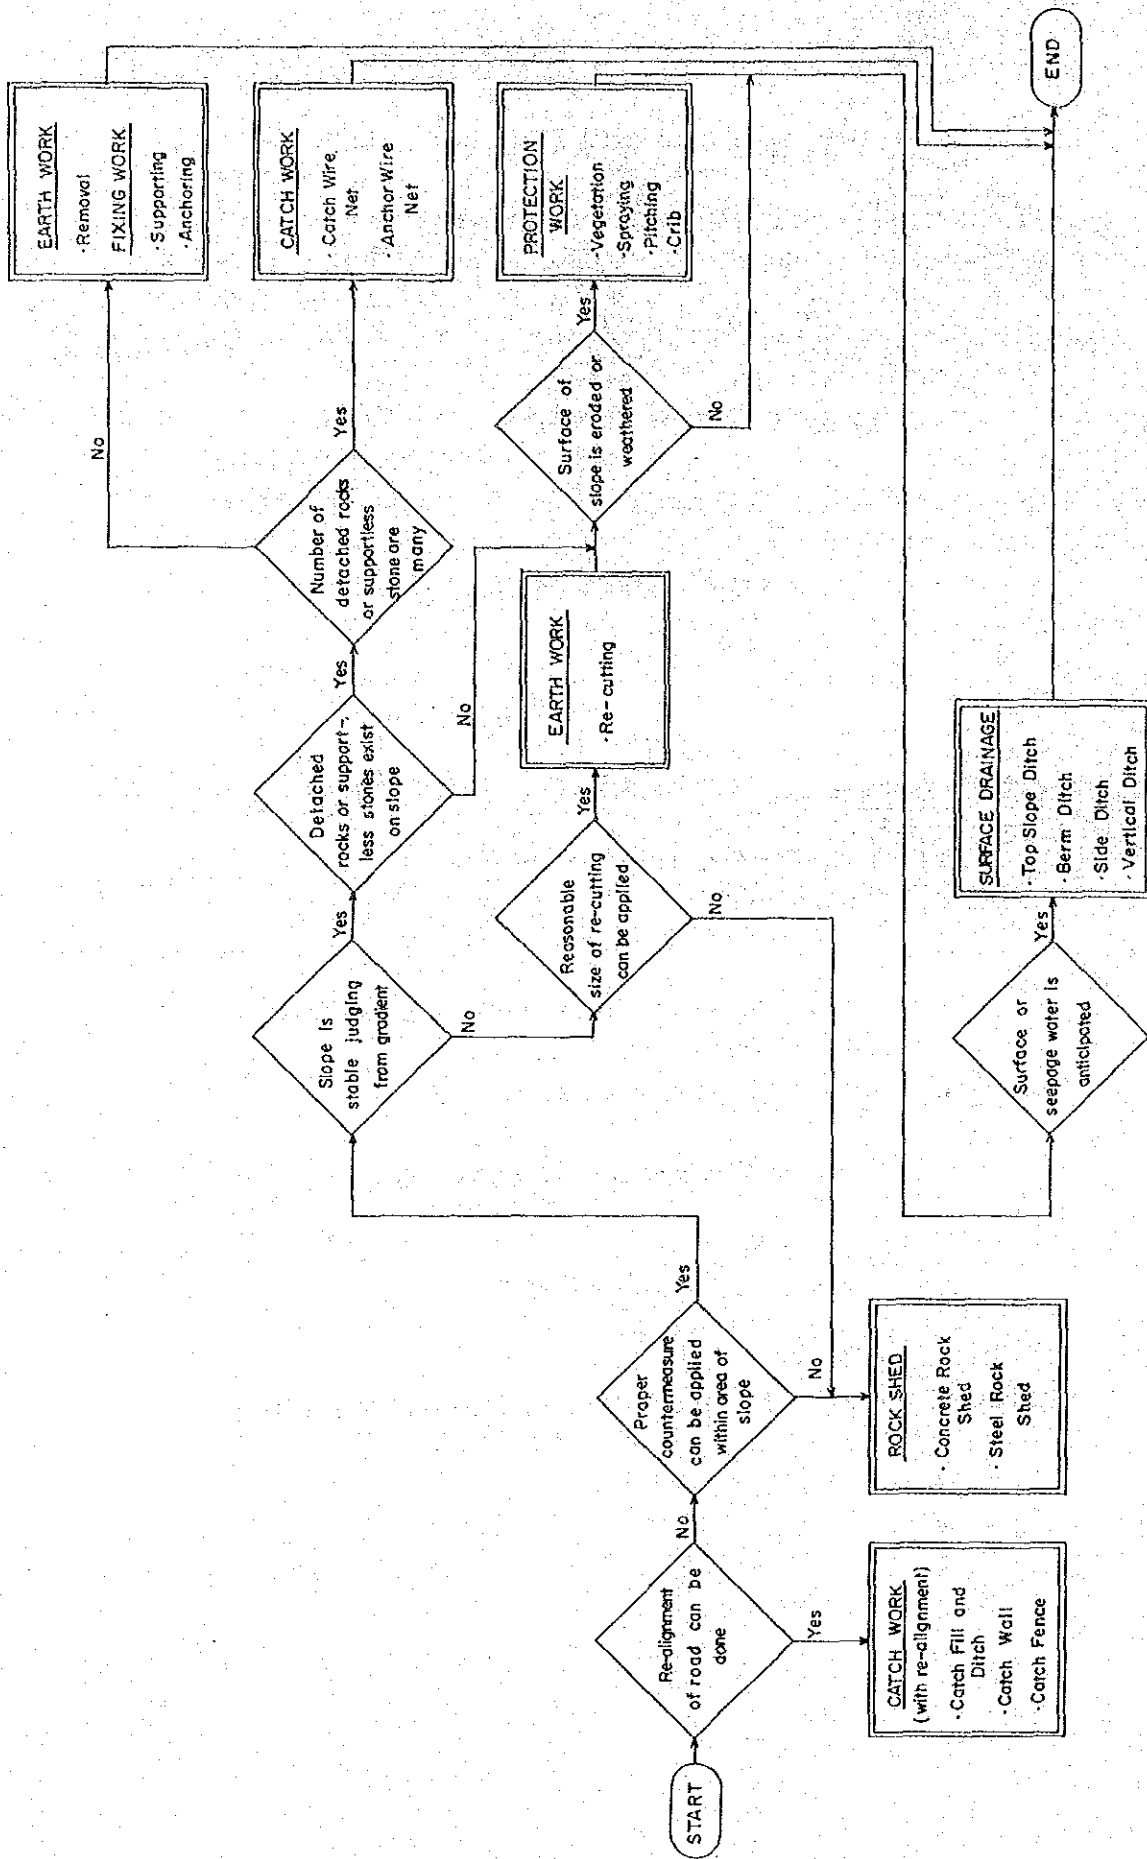 START
Re-alignment
of road can be
done
Yes
No
CATCH WORK
(with re-alignment)
· Catch Fill and
Ditch
· Catch Wall
· Catch Fence
Proper
countermeasure
can be applied
within area of
slope
Yes
No
ROCK SHED
· Concrete Rock
Shed
· Steel Rock
Shed
Slope is
stable judging
from gradient
Yes
No
Reasonable
size of re-cutting
can be applied
Yes
No
Detached
rocks or support-
less stones exist
on slope
Yes
No
EARTH WORK
· Re-cutting
Number of
detached rocks
or supportless
stone are
many
Yes
No
Surface of
slope is eroded or
weathered
Yes
No
EARTH WORK
· Removal
FIXING WORK
· Supporting
· Anchoring
CATCH WORK
· Catch Wire
Net
· Anchor Wire
Net
PROTECTION
WORK
· Vegetation
· Spraying
· Pitching
· Crib
Surface or
seepage water is
anticipated
Yes
SURFACE DRAINAGE
· Top Slope Ditch
· Berm Ditch
· Side Ditch
· Vertical Ditch
END